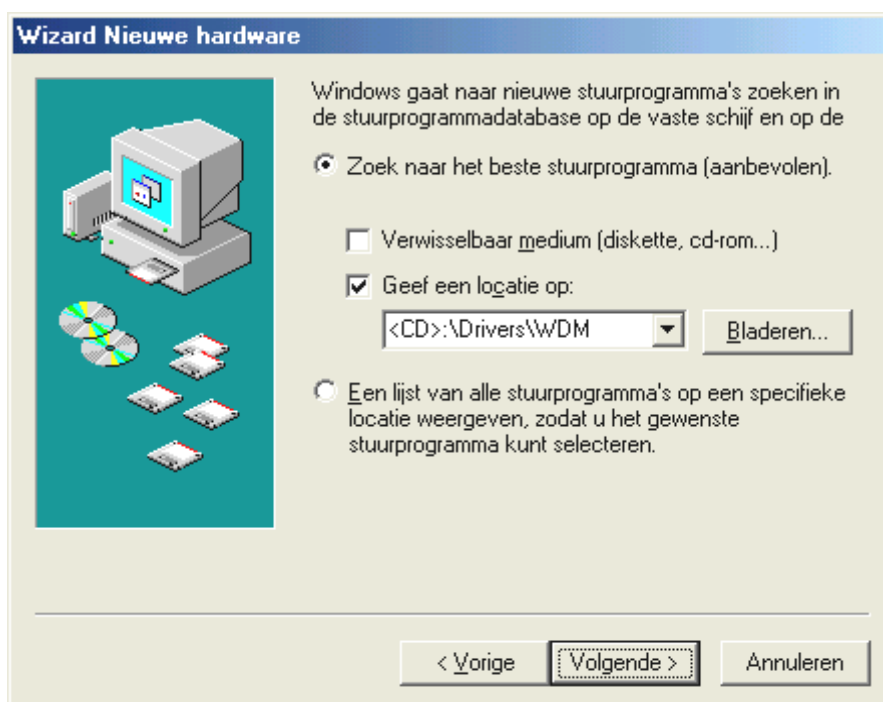 Wizard Nieuwe hardware
Windows gaat naar nieuwe stuurprogramma's zoeken in
de stuurprogrammadatabase op de vaste schijf en op de
Zoek naar het beste stuurprogramma (aanbevolen).
Verwisselbaar medium (diskette, cd-rom...)
Geef een locatie op:
<CD>:\Drivers\WDM
Bladeren...
Een lijst van alle stuurprogramma's op een specifieke
locatie weergeven, zodat u het gewenste
stuurprogramma kunt selecteren.
< Vorige
Volgende >
Annuleren